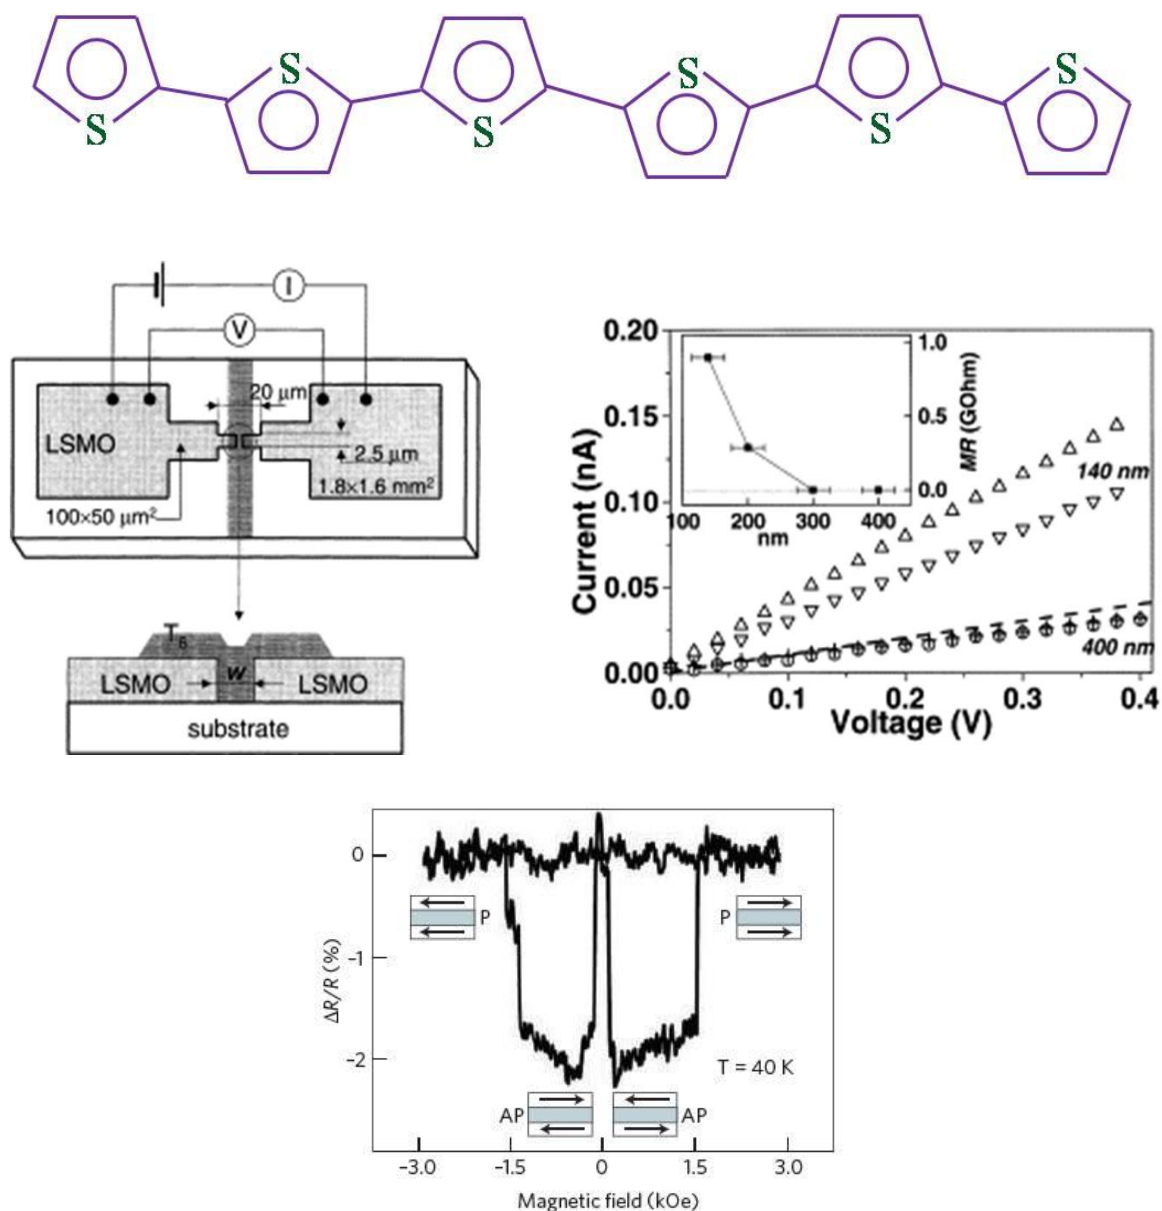 S S S S S S
I
V
20 μm
LSMO
2.5 μm
1.8×1.6 mm²
100×50 μm²
T₆
w
LSMO LSMO
substrate
0.20
0.15
0.10
0.05
0.00
Current (nA)
1.0
0.5
0.0
MR (GOhm)
100 200 300 400
nm
140 nm
400 nm
0.0 0.1 0.2 0.3 0.4
Voltage (V)
0
-1
-2
ΔR/R (%)
P P
T = 40 K
AP AP
-3.0 -1.5 0 1.5 3.0
Magnetic field (kOe)